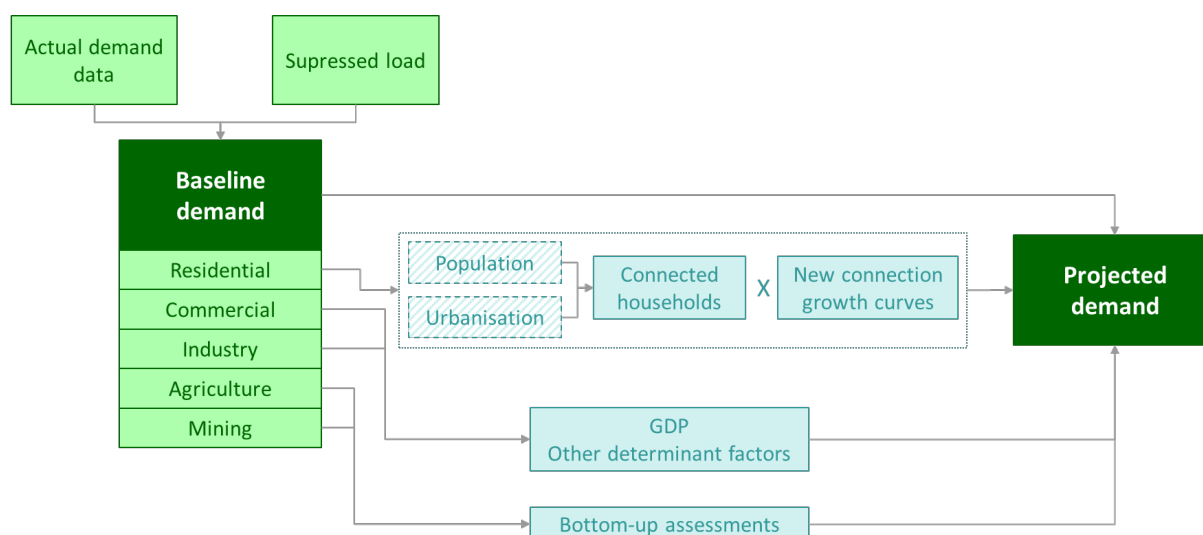 Actual demand
data
Supressed load
Baseline
demand
Residential
Commercial
Industry
Agriculture
Mining
Population
Urbanisation
Connected
households
X
New connection
growth curves
Projected
demand
GDP
Other determinant factors
Bottom-up assessments